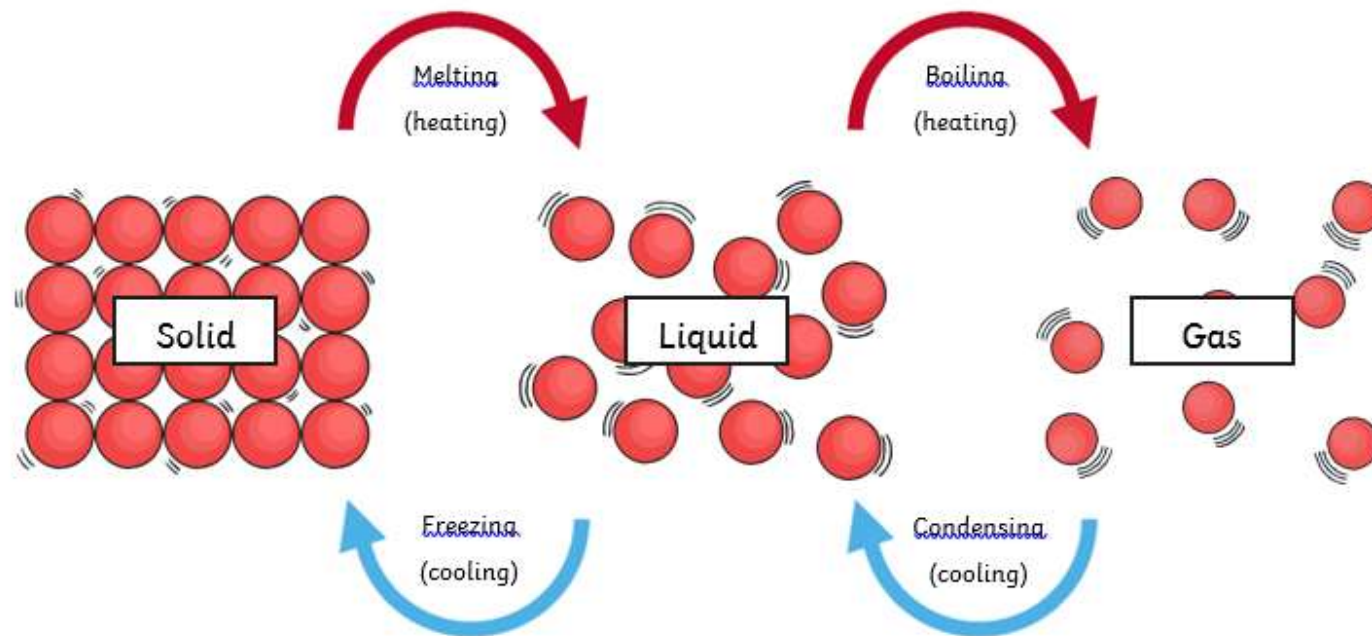 Melting
(heating)
Boiling
(heating)
Solid
Liquid
Gas
Freezing
(cooling)
Condensing
(cooling)